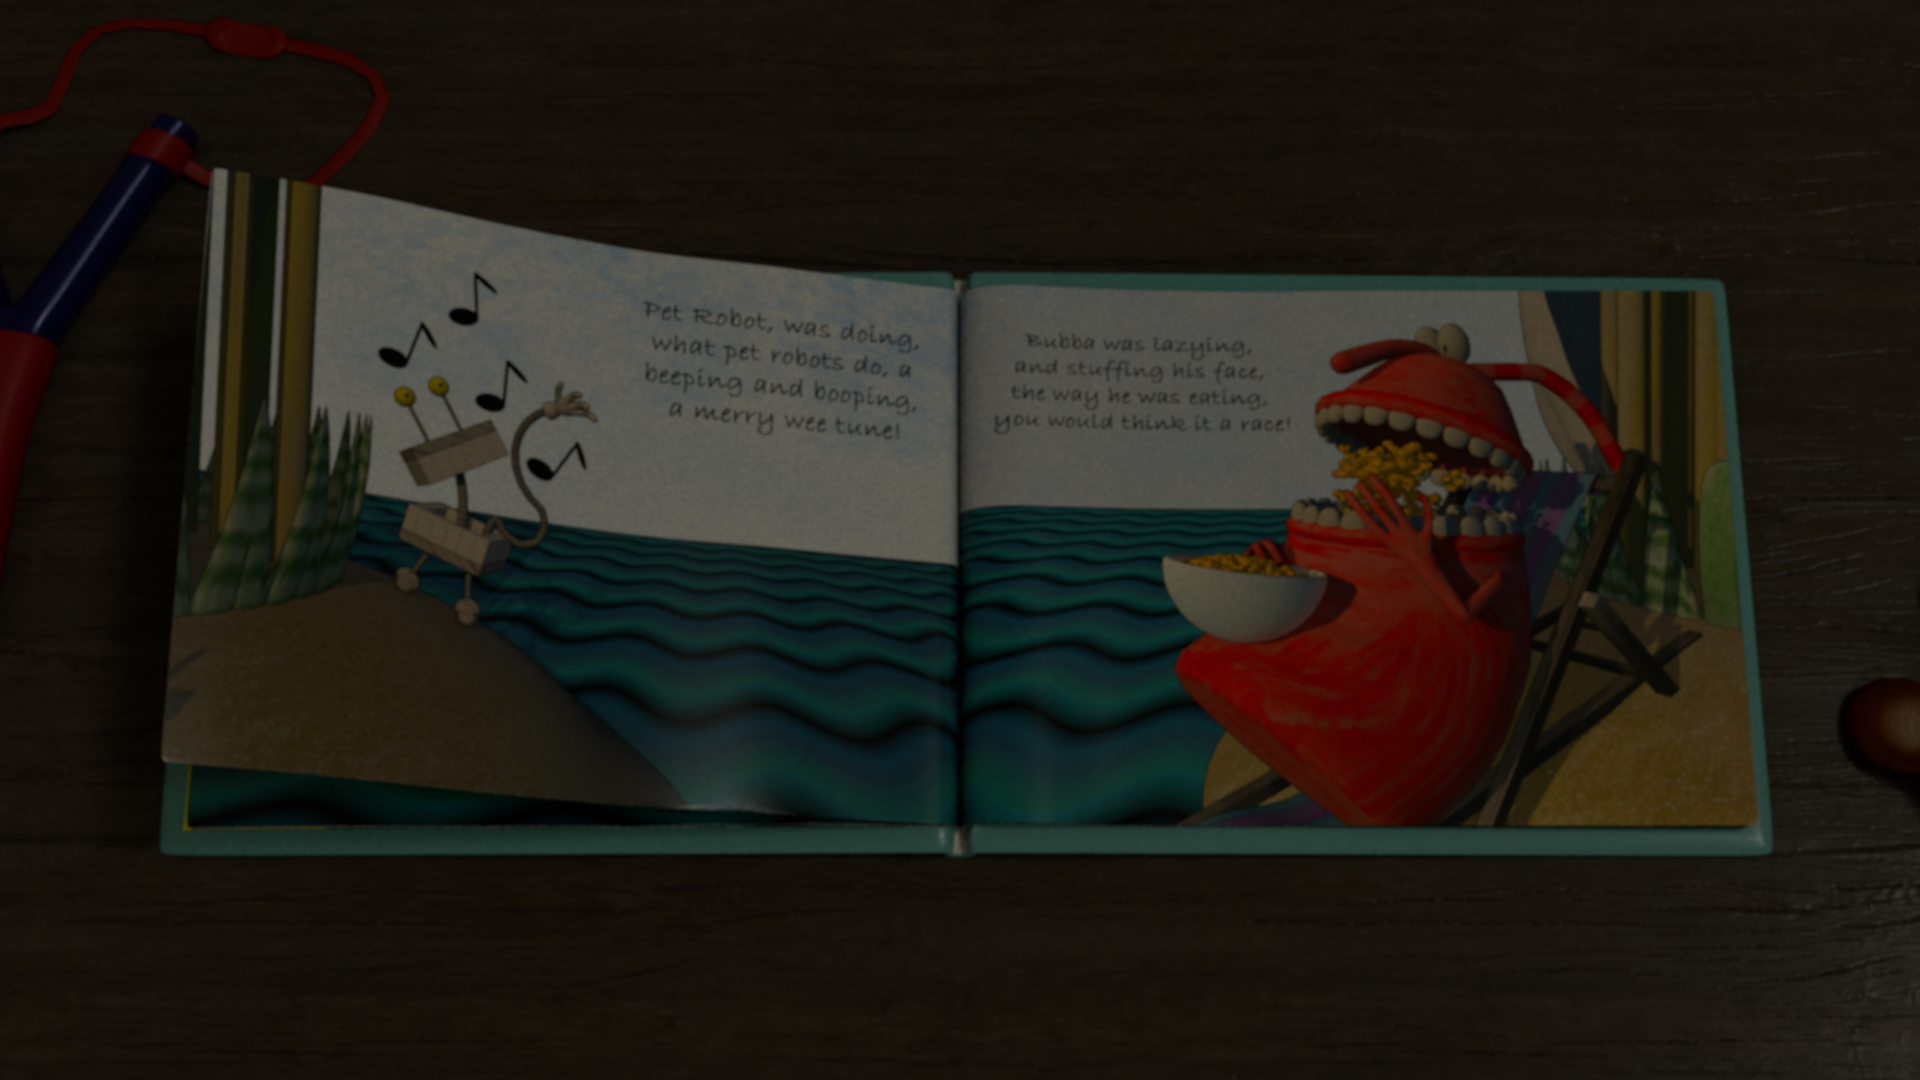 Pet Robot, was doing,
what pet robots do, a
beeping and booping,
a merry wee tune!
Bubba was lazying,
and stuffing his face,
the way he was eating,
you would think it a race!